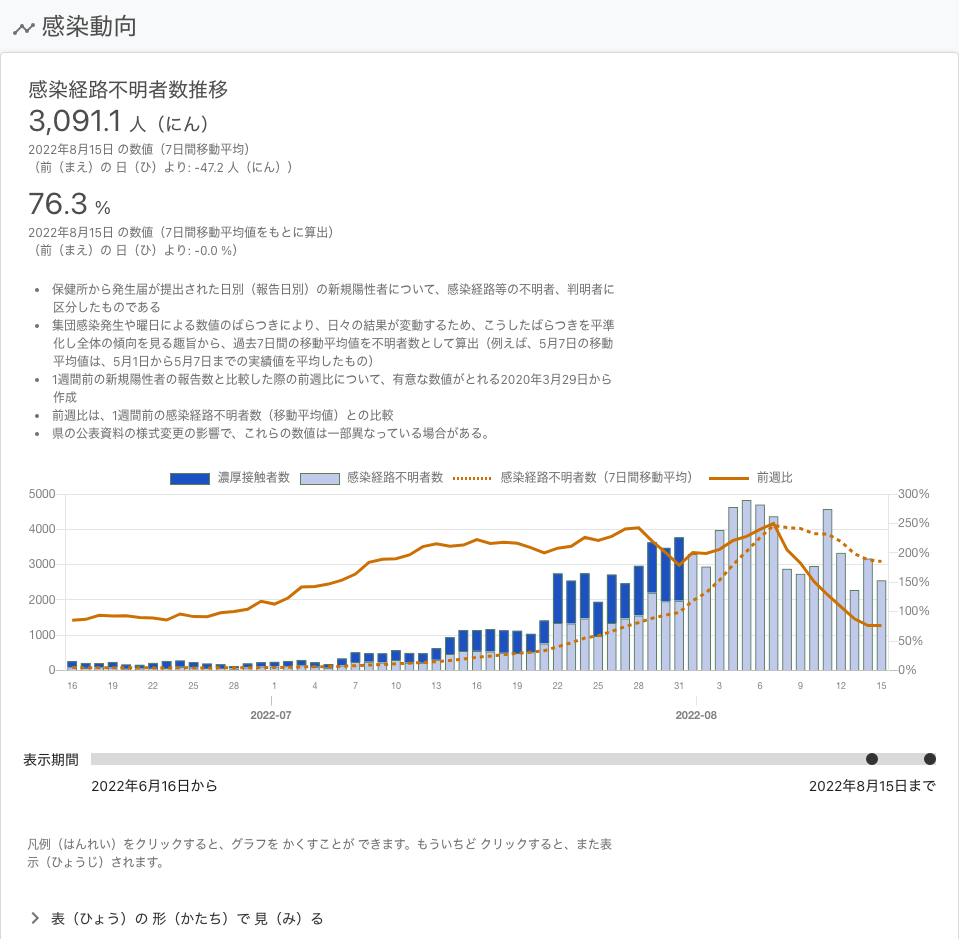 感染動向
感染経路不明者数推移
3,091.1 人（にん）
2022年8月15日 の数値（7日間移動平均）
（前（まえ）の 日（ひ）より: -47.2 人（にん））
76.3 %
2022年8月15日 の数値（7日間移動平均値をもとに算出）
（前（まえ）の 日（ひ）より: -0.0 %）
• 保健所から発生届が提出された日別（報告日別）の新規陽性者について、感染経路等の不明者、判明者に
区分したものである
• 集団感染発生や曜日による数値のばらつきにより、日々の結果が変動するため、こうしたばらつきを平準
化し全体の傾向を見る趣旨から、過去7日間の移動平均値を不明者数として算出（例えば、5月7日の移動
平均値は、5月1日から5月7日までの実績値を平均したもの）
• 1週間前の新規陽性者の報告数と比較した際の前週比について、有意な数値がとれる2020年3月29日から
作成
• 前週比は、1週間前の感染経路不明者数（移動平均値）との比較
• 県の公表資料の様式変更の影響で、これらの数値は一部異なっている場合がある。
濃厚接触者数 感染経路不明者数 感染経路不明者数（7日間移動平均） 前週比
5000 300%
250%
4000
200%
3000
150%
2000
100%
1000
50%
0 0%
16 19 22 25 28 1 4 7 10 13 16 19 22 25 28 31 3 6 9 12 15
2022-07 2022-08
表示期間
2022年6月16日から 2022年8月15日まで
凡例（はんれい）をクリックすると、グラフを かくすことが できます。もういちど クリックすると、また表
示（ひょうじ）されます。
表（ひょう）の 形（かたち）で 見（み）る